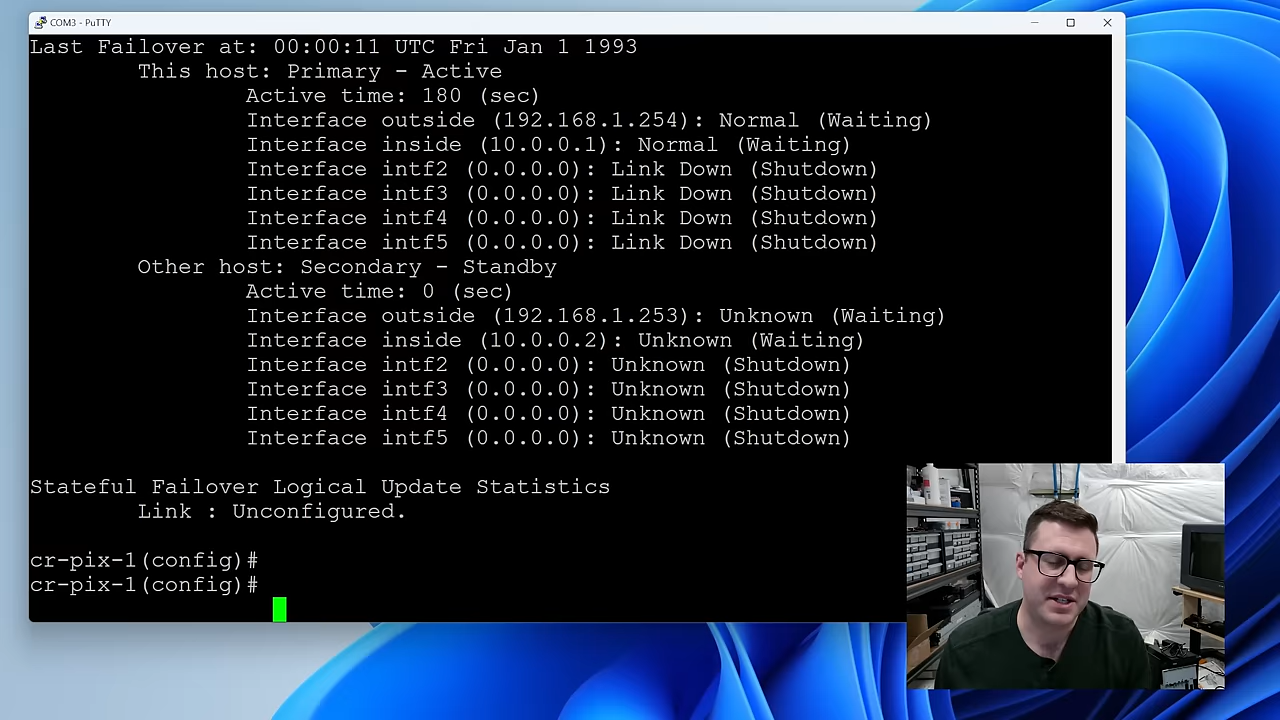 COM3 - PuTTY
Last Failover at: 00:00:11 UTC Fri Jan 1 1993
This host: Primary - Active
Active time: 180 (sec)
Interface outside (192.168.1.254): Normal (Waiting)
Interface inside (10.0.0.1): Normal (Waiting)
Interface intf2 (0.0.0.0): Link Down (Shutdown)
Interface intf3 (0.0.0.0): Link Down (Shutdown)
Interface intf4 (0.0.0.0): Link Down (Shutdown)
Interface intf5 (0.0.0.0): Link Down (Shutdown)
Other host: Secondary - Standby
Active time: 0 (sec)
Interface outside (192.168.1.253): Unknown (Waiting)
Interface inside (10.0.0.2): Unknown (Waiting)
Interface intf2 (0.0.0.0): Unknown (Shutdown)
Interface intf3 (0.0.0.0): Unknown (Shutdown)
Interface intf4 (0.0.0.0): Unknown (Shutdown)
Interface intf5 (0.0.0.0): Unknown (Shutdown)
Stateful Failover Logical Update Statistics
Link : Unconfigured.
cr-pix-1(config)#
cr-pix-1(config)#